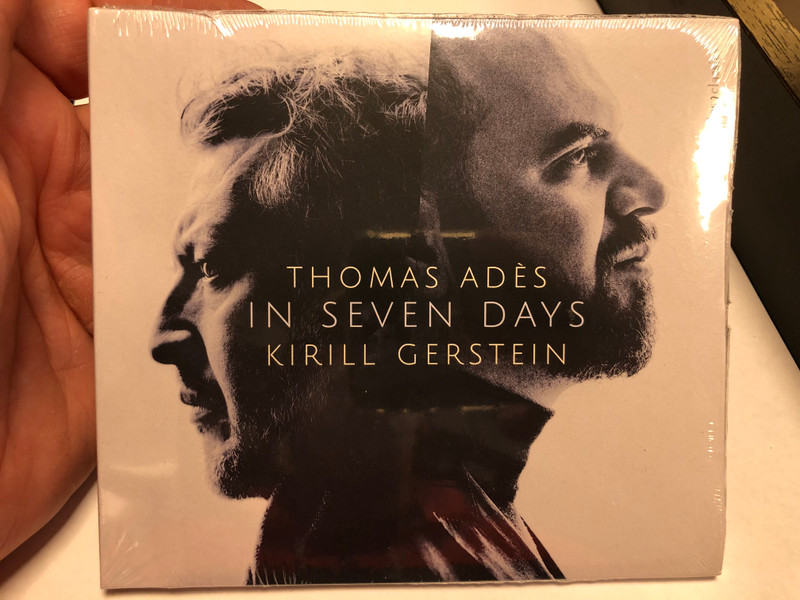 THOMAS ADÈS
IN SEVEN DAYS
KIRILL GERSTEIN